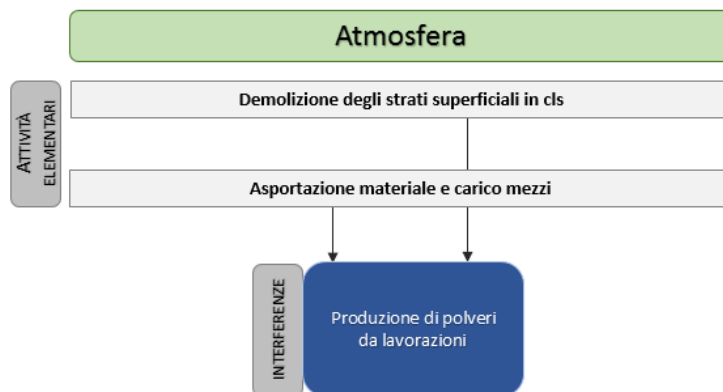 Atmosfera
ATTIVITÀ
ELEMENTARI
Demolizione degli strati superficiali in cls
Asportazione materiale e carico mezzi
INTERFERENZE
Produzione di polveri
da lavorazioni